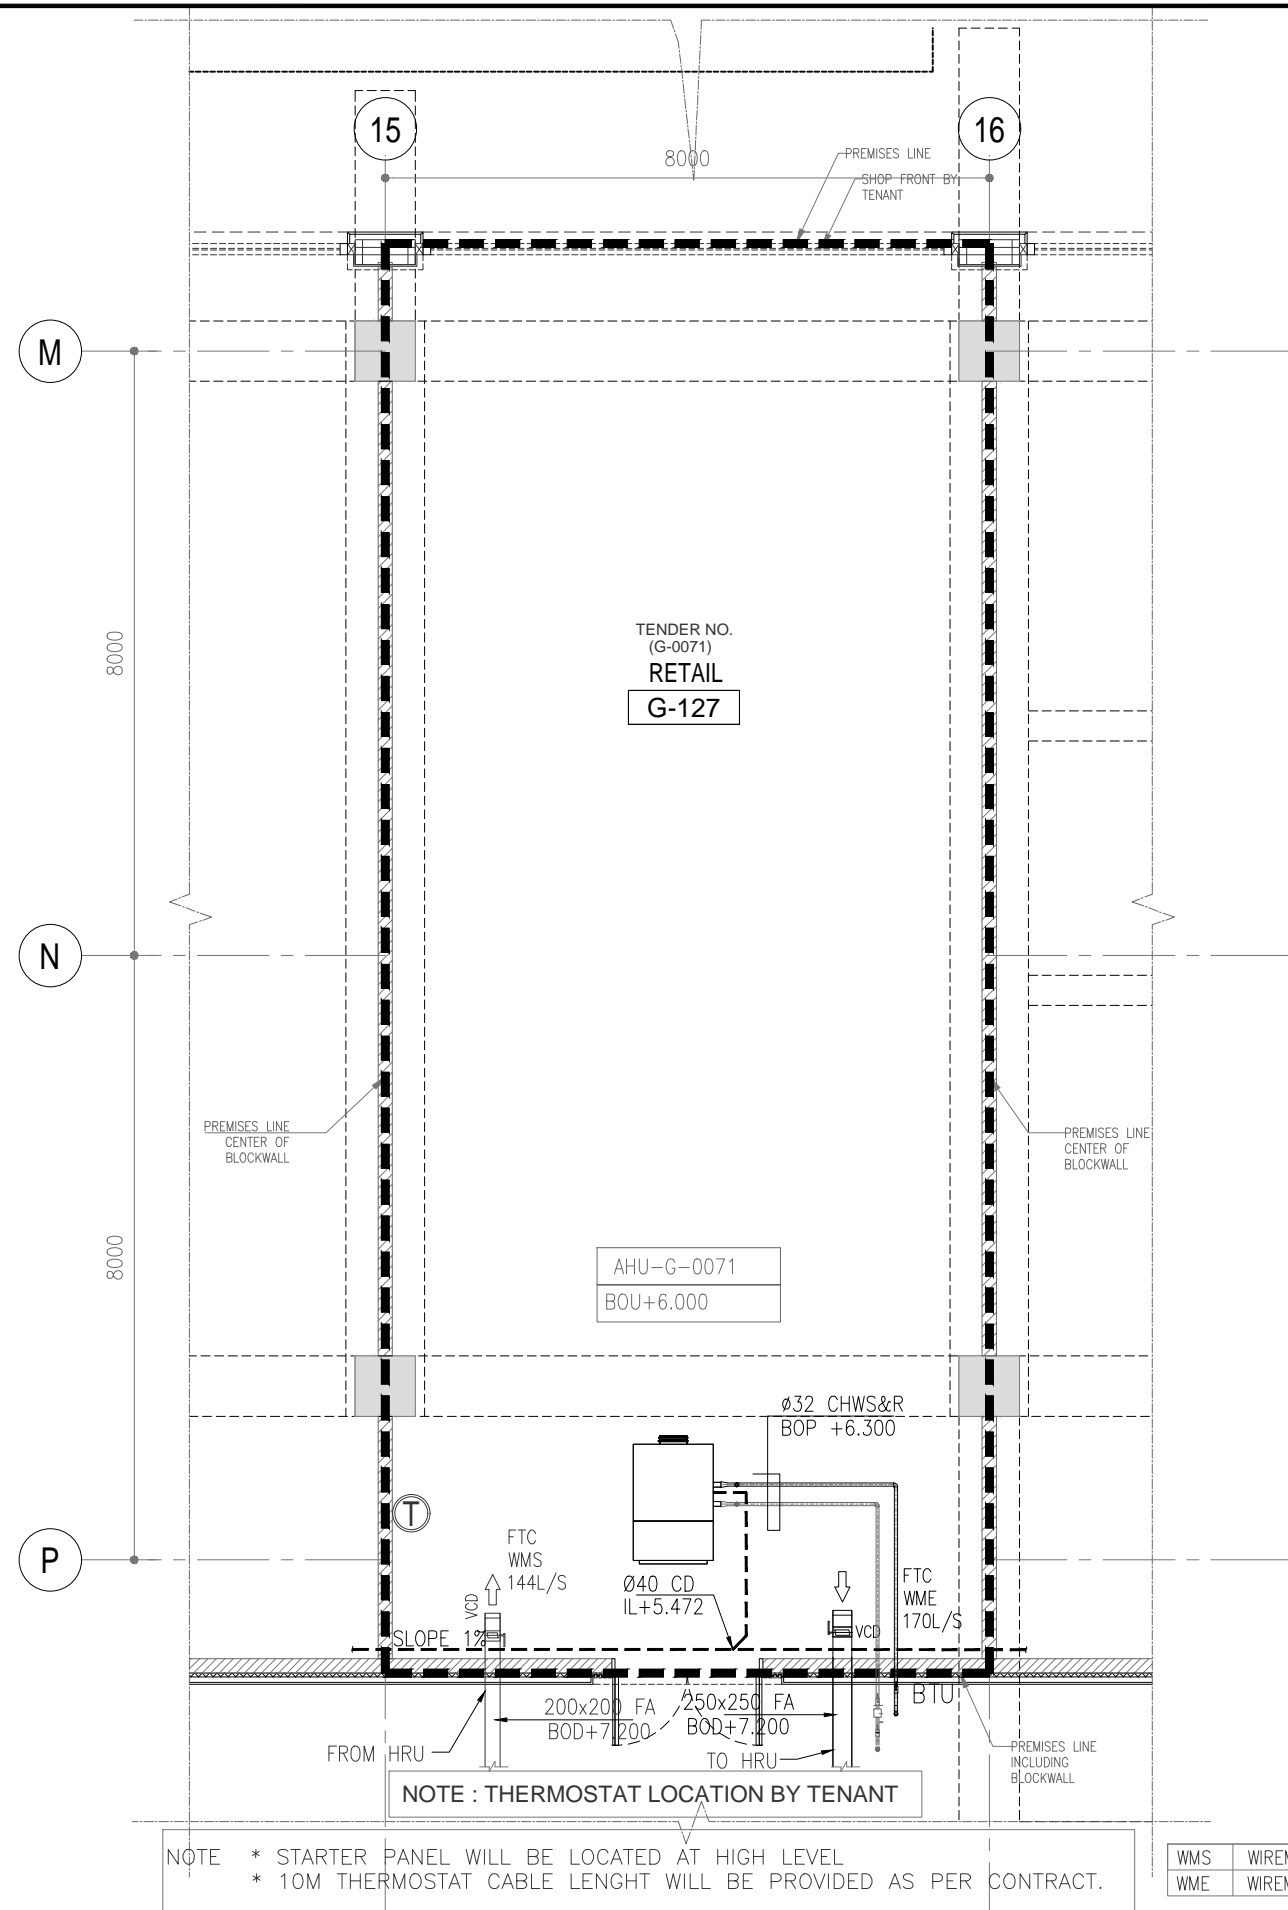 15
16
8000
PREMISES LINE
SHOP FRONT BY
TENANT
M
8000
TENDER NO.
(G-0071)
RETAIL
G-127
N
PREMISES LINE
CENTER OF
BLOCKWALL
PREMISES LINE
CENTER OF
BLOCKWALL
8000
AHU-G-0071
BOU+6.000
Ø32 CHWS&R
BOP +6.300
T
P
FTC
WMS
144L/S
VCD
Ø40 CD
IL+5.472
FTC
WME
170L/S
VCD
SLOPE 1%
200x200 FA
BOD+7.200
250x250 FA
BOD+7.200
BTU
FROM HRU
TO HRU
PREMISES LINE
INCLUDING
BLOCKWALL
NOTE : THERMOSTAT LOCATION BY TENANT
NOTE * STARTER PANEL WILL BE LOCATED AT HIGH LEVEL
* 10M THERMOSTAT CABLE LENGHT WILL BE PROVIDED AS PER CONTRACT.
WMS
WME